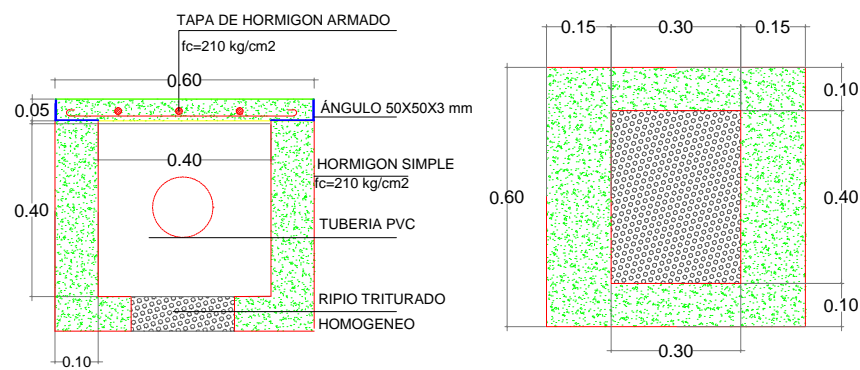 TAPA DE HORMIGON ARMADO
fc=210 kg/cm2
0.60
0.05
ÁNGULO 50X50X3 mm
0.40
HORMIGON SIMPLE
fc=210 kg/cm2
0.40
TUBERIA PVC
RIPIO TRITURADO
HOMOGENEO
0.10
0.15
0.30
0.15
0.10
0.60
0.40
0.10
0.30